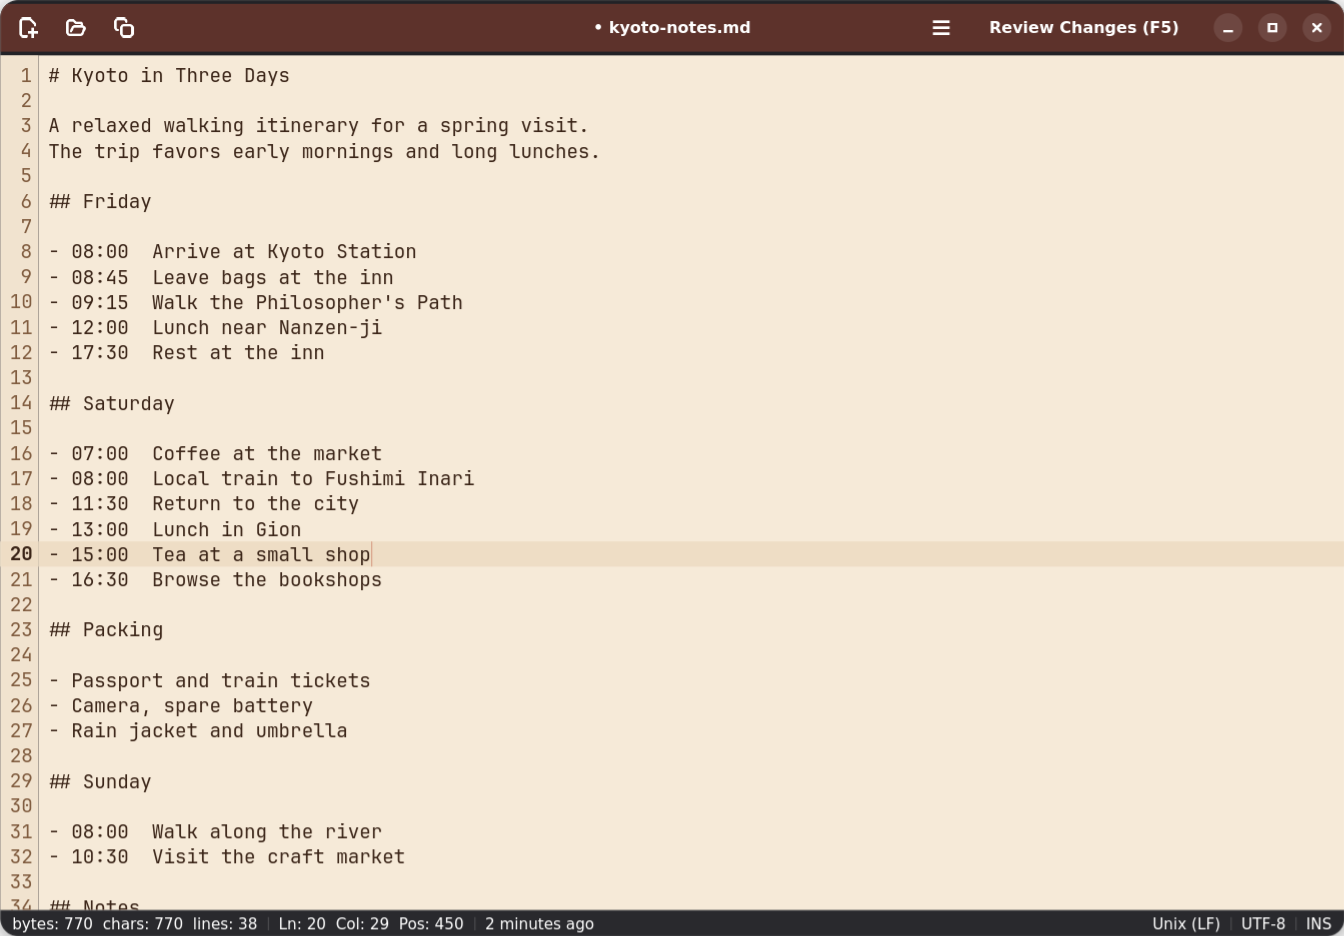 • kyoto-notes.md
Review Changes (F5)
1 # Kyoto in Three Days
2
3 A relaxed walking itinerary for a spring visit.
4 The trip favors early mornings and long lunches.
5
6 ## Friday
7
8 - 08:00  Arrive at Kyoto Station
9 - 08:45  Leave bags at the inn
10 - 09:15  Walk the Philosopher's Path
11 - 12:00  Lunch near Nanzen-ji
12 - 17:30  Rest at the inn
13
14 ## Saturday
15
16 - 07:00  Coffee at the market
17 - 08:00  Local train to Fushimi Inari
18 - 11:30  Return to the city
19 - 13:00  Lunch in Gion
20 - 15:00  Tea at a small shop
21 - 16:30  Browse the bookshops
22
23 ## Packing
24
25 - Passport and train tickets
26 - Camera, spare battery
27 - Rain jacket and umbrella
28
29 ## Sunday
30
31 - 08:00  Walk along the river
32 - 10:30  Visit the craft market
33
34 ## Notes
bytes: 770  chars: 770  lines: 38  Ln: 20  Col: 29  Pos: 450  2 minutes ago  Unix (LF)  UTF-8  INS